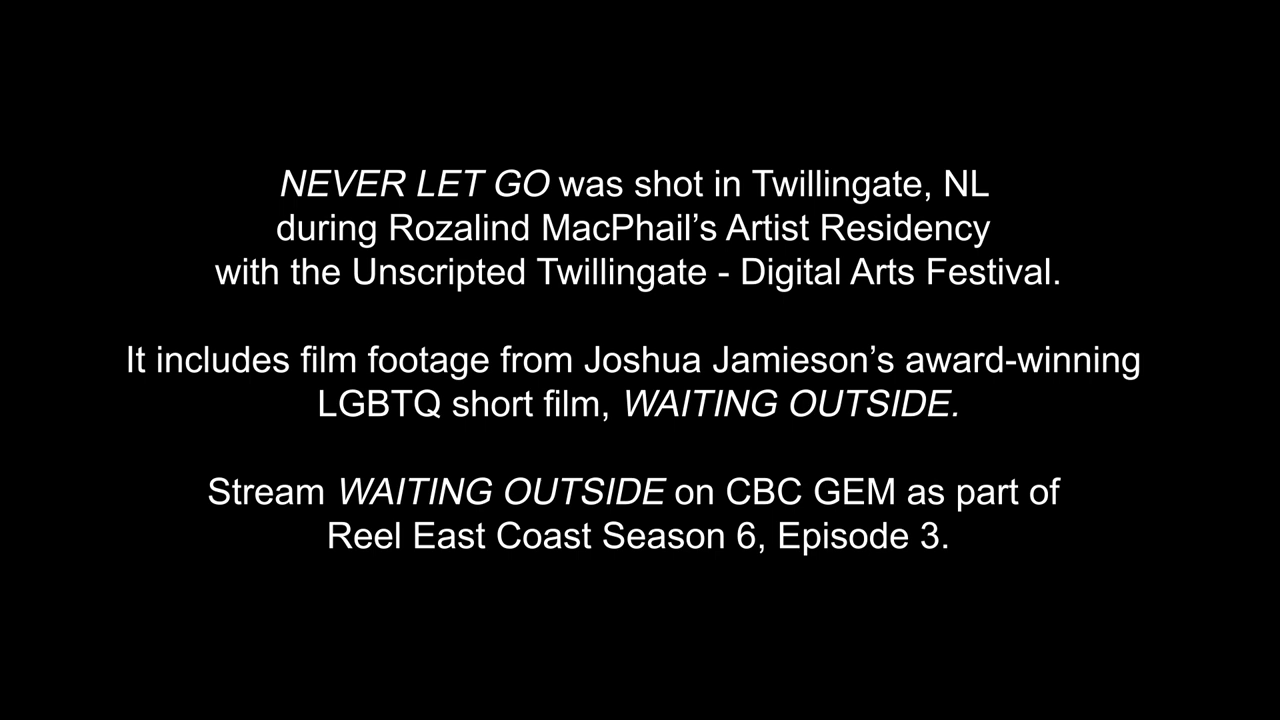 NEVER LET GO was shot in Twillingate, NL
during Rozalind MacPhail’s Artist Residency
with the Unscripted Twillingate - Digital Arts Festival.
It includes film footage from Joshua Jamieson’s award-winning
LGBTQ short film, WAITING OUTSIDE.
Stream WAITING OUTSIDE on CBC GEM as part of
Reel East Coast Season 6, Episode 3.